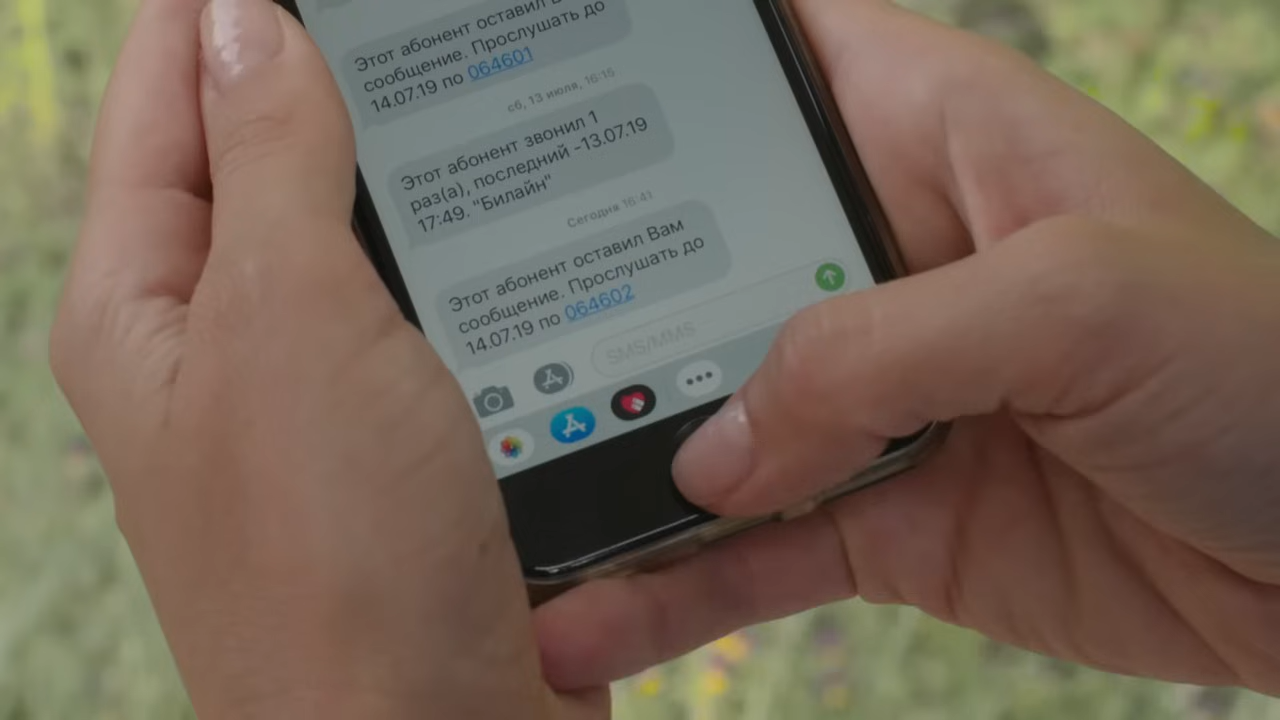 Этот абонент оставил В
сообщение. Прослушать до
14.07.19 по 064601
сб, 13 июля, 16:16
Этот абонент звонил 1
раз(а), последний -13.07.19
17:49. "Билайн"
Сегодня 16:41
Этот абонент оставил Вам
сообщение. Прослушать до
14.07.19 по 064602
SMS/MMS